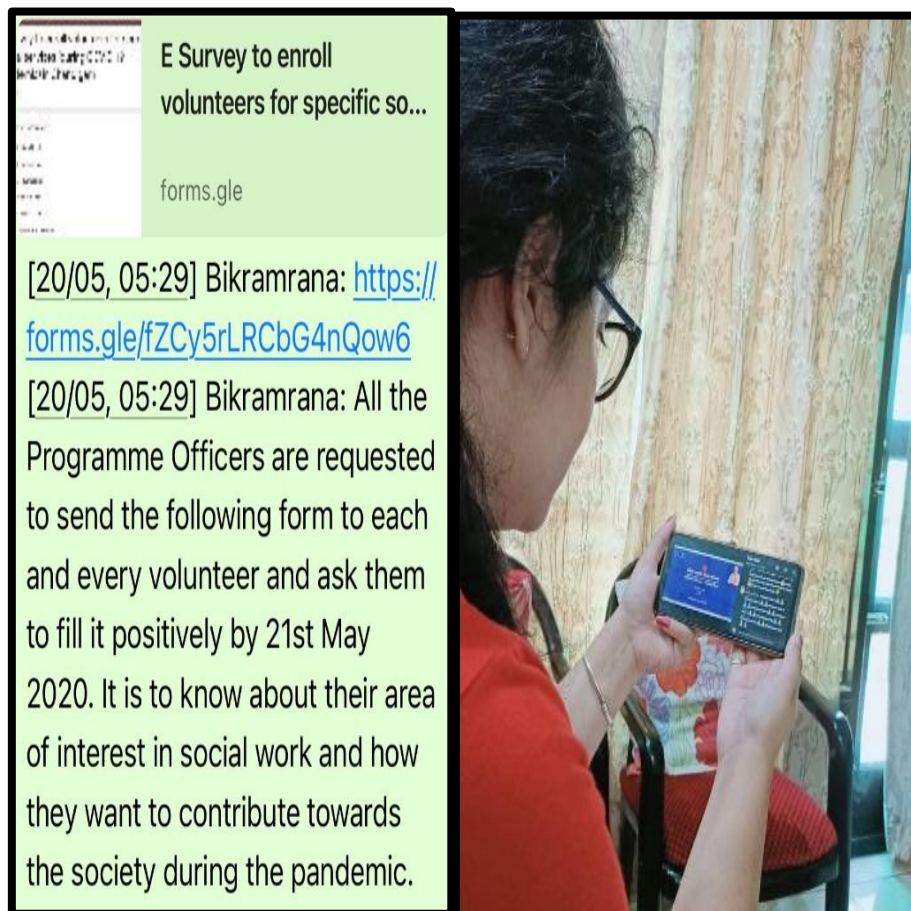 E Survey to enroll
volunteers for specific so...
forms.gle
[20/05, 05:29] Bikramrana: https://
forms.gle/fZCy5rLRCbG4nQow6
[20/05, 05:29] Bikramrana: All the
Programme Officers are requested
to send the following form to each
and every volunteer and ask them
to fill it positively by 21st May
2020. It is to know about their area
of interest in social work and how
they want to contribute towards
the society during the pandemic.